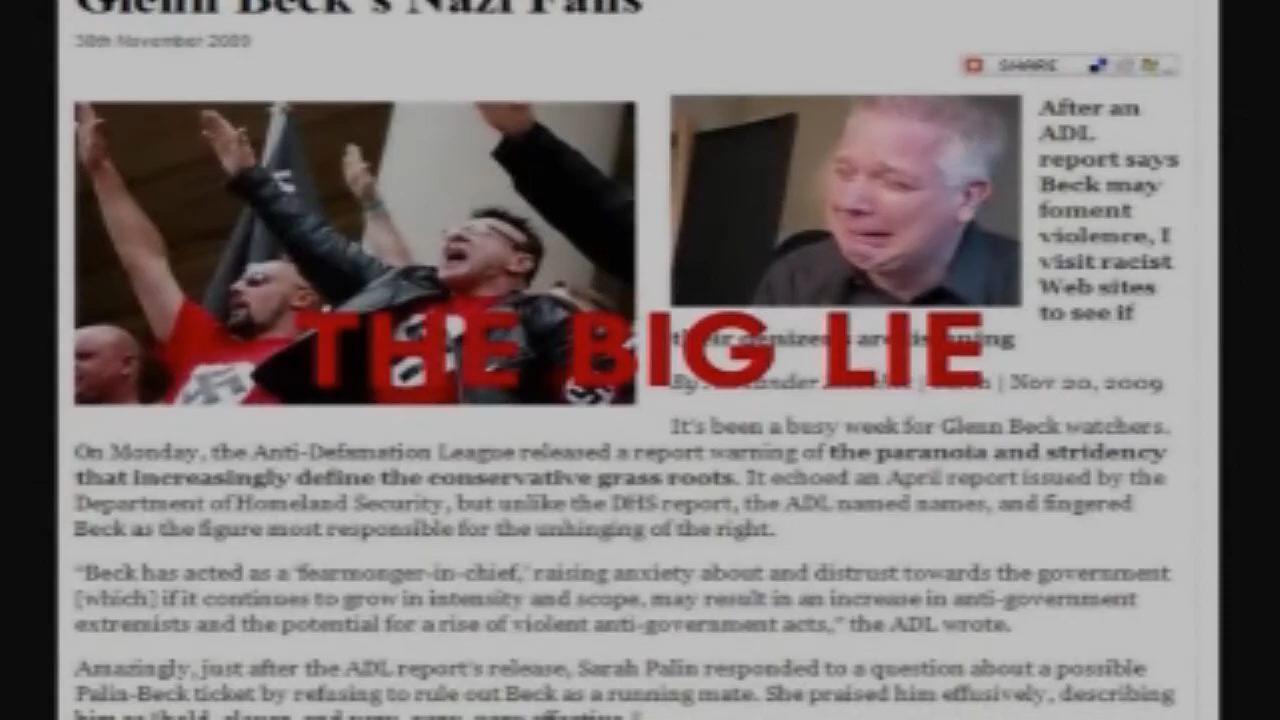 Glenn Beck's Nazi Fans
30th November 2009
SHARE
After an
ADL
report says
Beck may
foment
violence, I
visit racist
Web sites
to see if
their denizens are listening
THE BIG LIE
By | Nov 20, 2009
It's been a busy week for Glenn Beck watchers.
On Monday, the Anti-Defamation League released a report warning of the paranoia and stridency
that increasingly define the conservative grass roots. It echoed an April report issued by the
Department of Homeland Security, but unlike the DHS report, the ADL named names, and fingered
Beck as the figure most responsible for the unhinging of the right.
"Beck has acted as a 'fearmonger-in-chief,' raising anxiety about and distrust towards the government
[which] if it continues to grow in intensity and scope, may result in an increase in anti-government
extremists and the potential for a rise of violent anti-government acts," the ADL wrote.
Amazingly, just after the ADL report's release, Sarah Palin responded to a question about a possible
Palin-Beck ticket by refusing to rule out Beck as a running mate. She praised him effusively, describing
him as "bold, clever, and very, very, very effective."